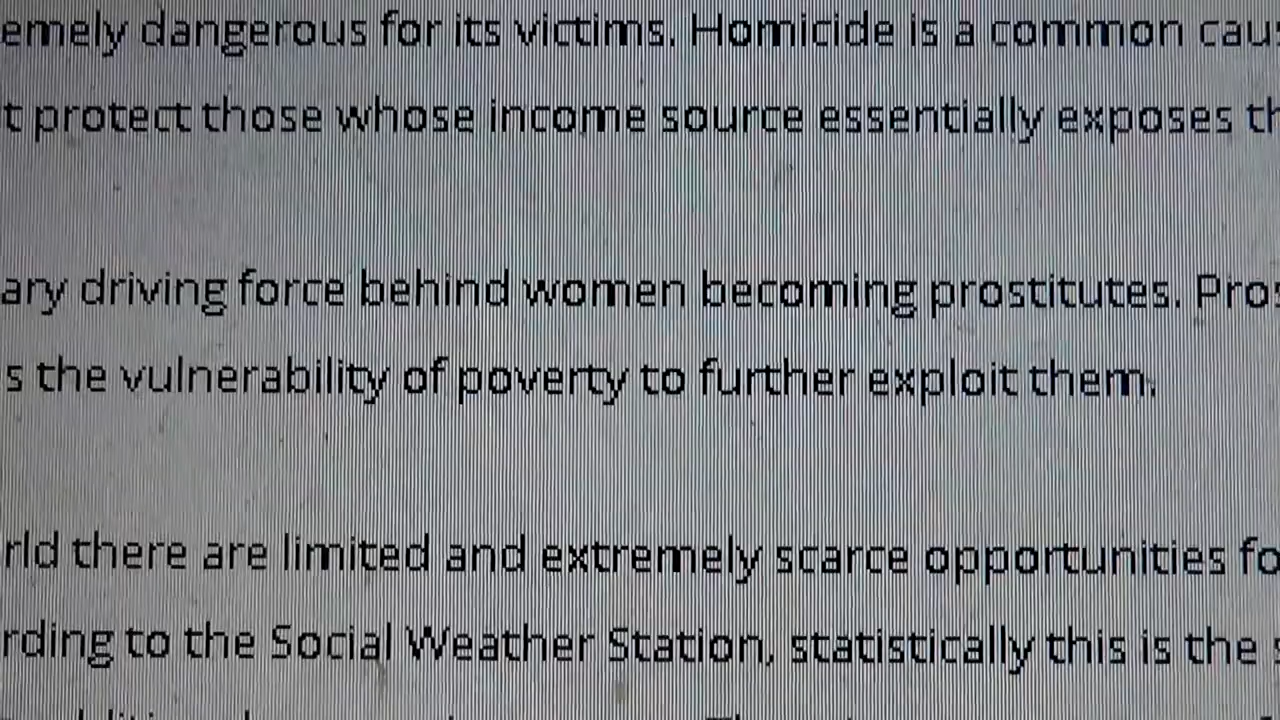 emely dangerous for its victims. Homicide is a common cau
t protect those whose income source essentially exposes th
ary driving force behind women becoming prostitutes. Pros
s the vulnerability of poverty to further exploit them.
rld there are limited and extremely scarce opportunities fo
rding to the Social Weather Station, statistically this is the s